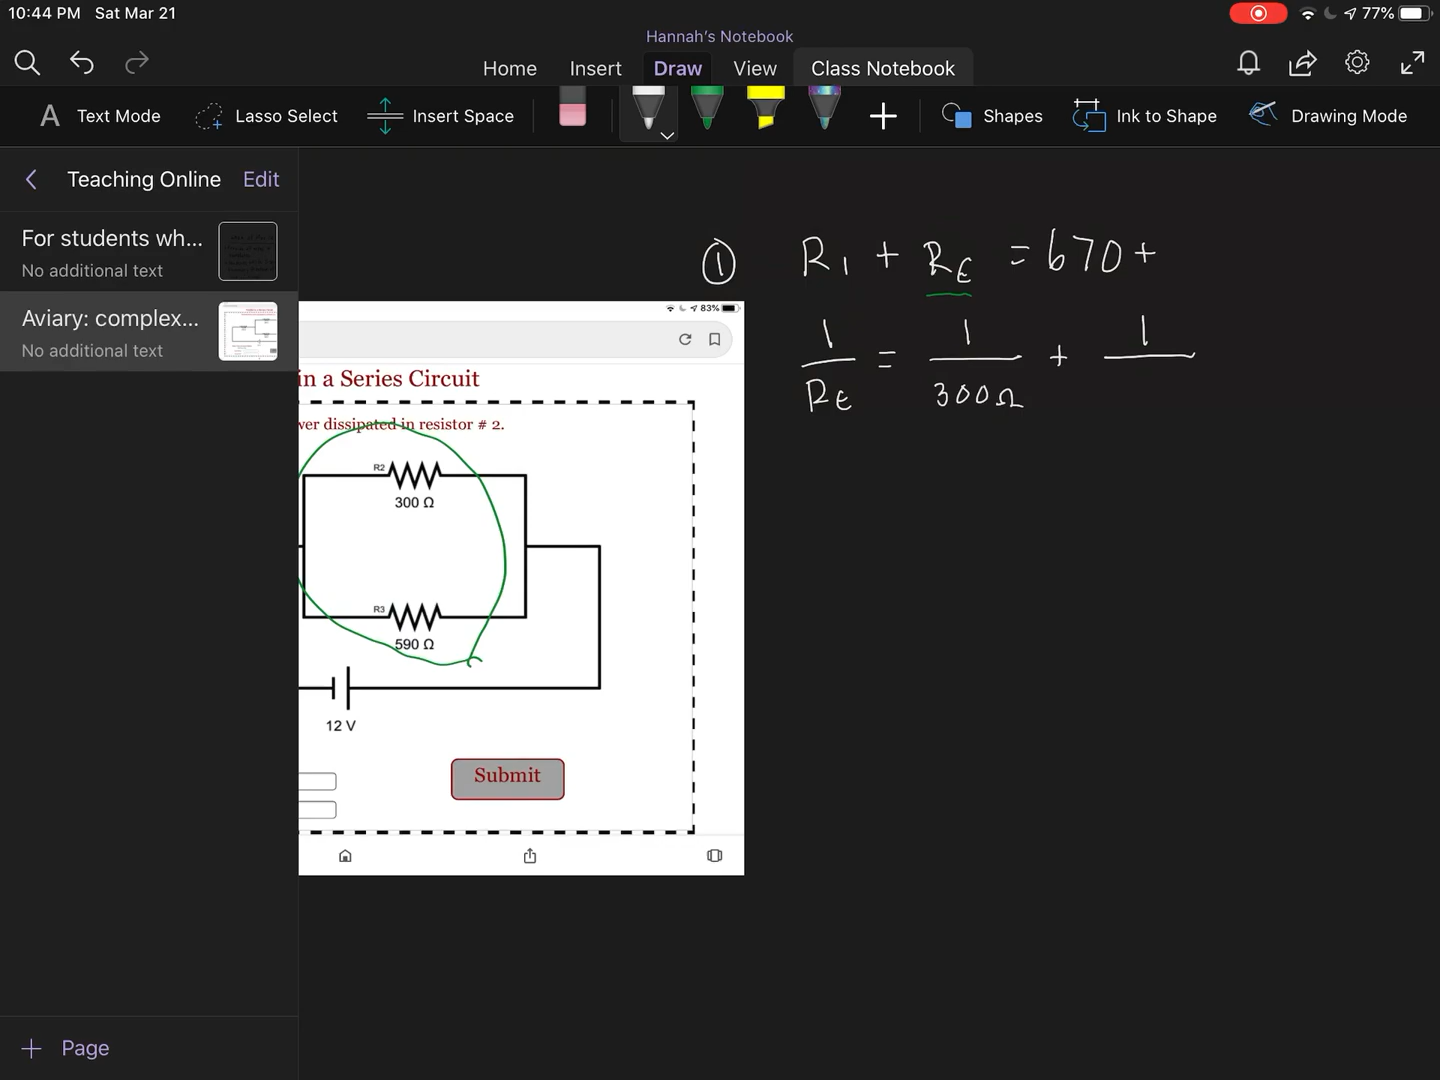 10:44 PM Sat Mar 21
77%
Hannah's Notebook
Home Insert Draw View Class Notebook
Text Mode Lasso Select Insert Space Shapes Ink to Shape Drawing Mode
Teaching Online Edit
For students wh...
No additional text
Aviary: complex...
No additional text
① R1 + RE = 670 +
1/RE = 1/300Ω + 1/
83%
in a Series Circuit
wer dissipated in resistor # 2.
R2
300 Ω
R3
590 Ω
12 V
Submit
+ Page